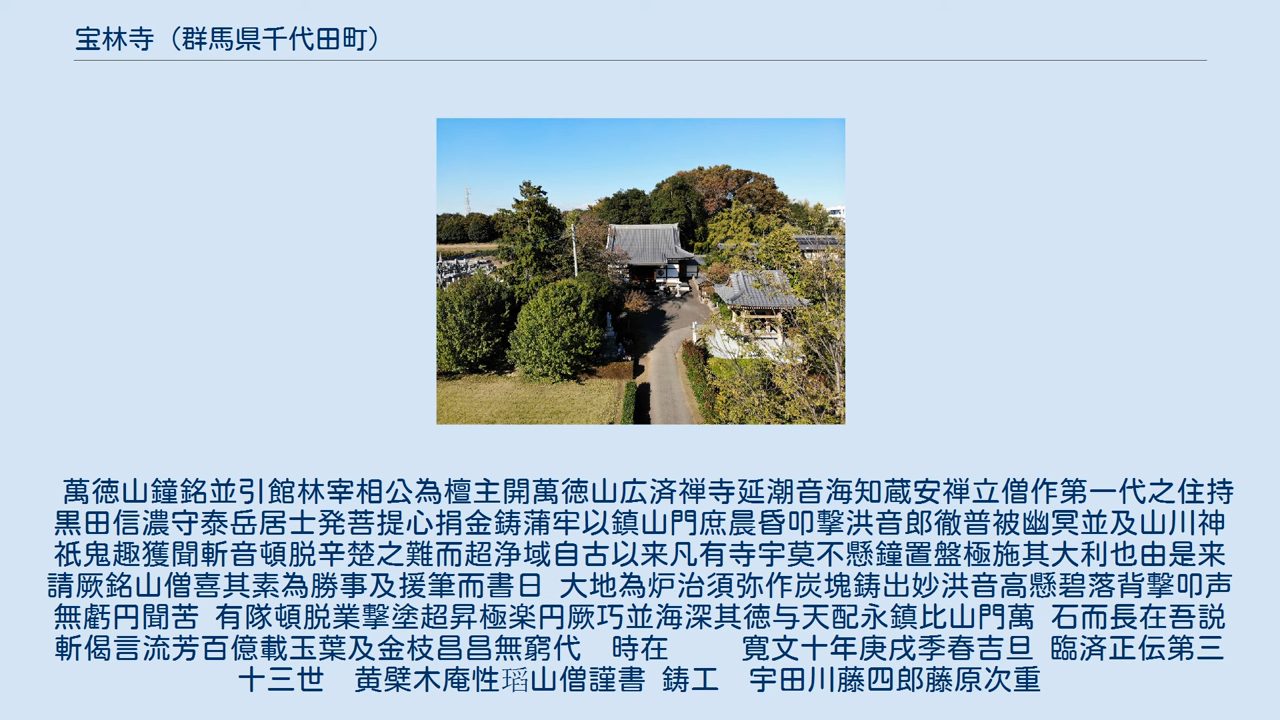 宝林寺（群馬県千代田町）
萬徳山鐘銘並引館林宰相公為檀主開萬徳山広済禅寺延潮音海知蔵安禅立僧作第一代之住持
黒田信濃守泰岳居士発菩提心捐金鋳蒲牢以鎮山門庶晨昏叩撃洪音郎徹普被幽冥並及山川神
祇鬼趣獲聞斬音頓脱辛楚之難而超浄域自古以来凡有寺宇莫不懸鐘置盤極施其大利也由是来
請厥銘山僧喜其素為勝事及援筆而書日 大地為炉治須弥作炭塊鋳出妙洪音高懸碧落背撃叩声
無虧円聞苦 有隊頓脱業撃塗超昇極楽円厥巧並海深其徳与天配永鎮比山門萬 石而長在吾説
斬偈言流芳百億載玉葉及金枝昌昌無窮代　時在　　　寛文十年庚戌季春吉旦 臨済正伝第三
十三世　黄檗木庵性瑫山僧謹書 鋳工　宇田川藤四郎藤原次重